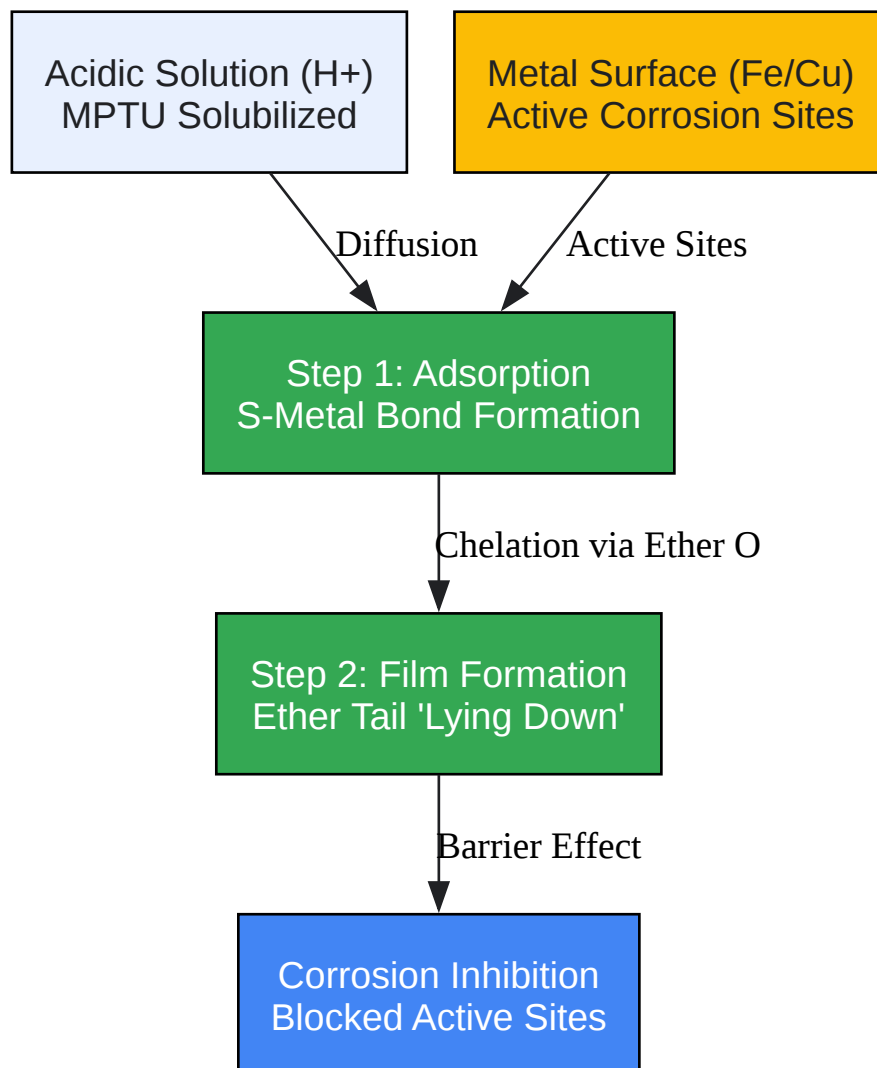 Acidic Solution (H+)
MPTU Solubilized
Metal Surface (Fe/Cu)
Active Corrosion Sites
Diffusion
Active Sites
Step 1: Adsorption
S-Metal Bond Formation
Chelation via Ether O
Step 2: Film Formation
Ether Tail 'Lying Down'
Barrier Effect
Corrosion Inhibition
Blocked Active Sites